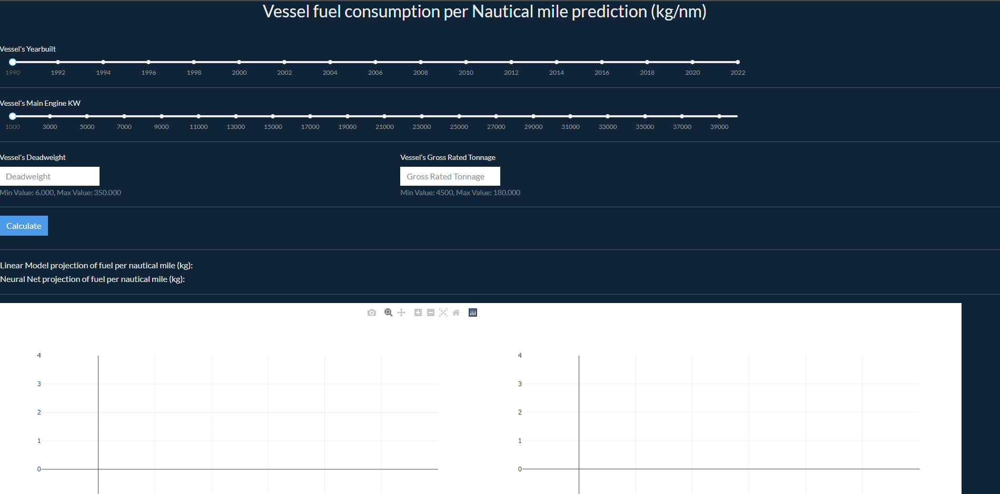 Vessel fuel consumption per Nautical mile prediction (kg/nm)
Vessel's Yearbuilt
1990 1992 1994 1996 1998 2000 2002 2004 2006 2008 2010 2012 2014 2016 2018 2020 2022
Vessel's Main Engine KW
1000 3000 5000 7000 9000 11000 13000 15000 17000 19000 21000 23000 25000 27000 29000 31000 33000 35000 37000 39000
Vessel's Deadweight Vessel's Gross Rated Tonnage
Deadweight Gross Rated Tonnage
Min Value: 6.000, Max Value: 350.000 Min Value: 4500, Max Value: 180.000
Calculate
Linear Model projection of fuel per nautical mile (kg):
Neural Net projection of fuel per nautical mile (kg):
4 4
3 3
2 2
1 1
0 0